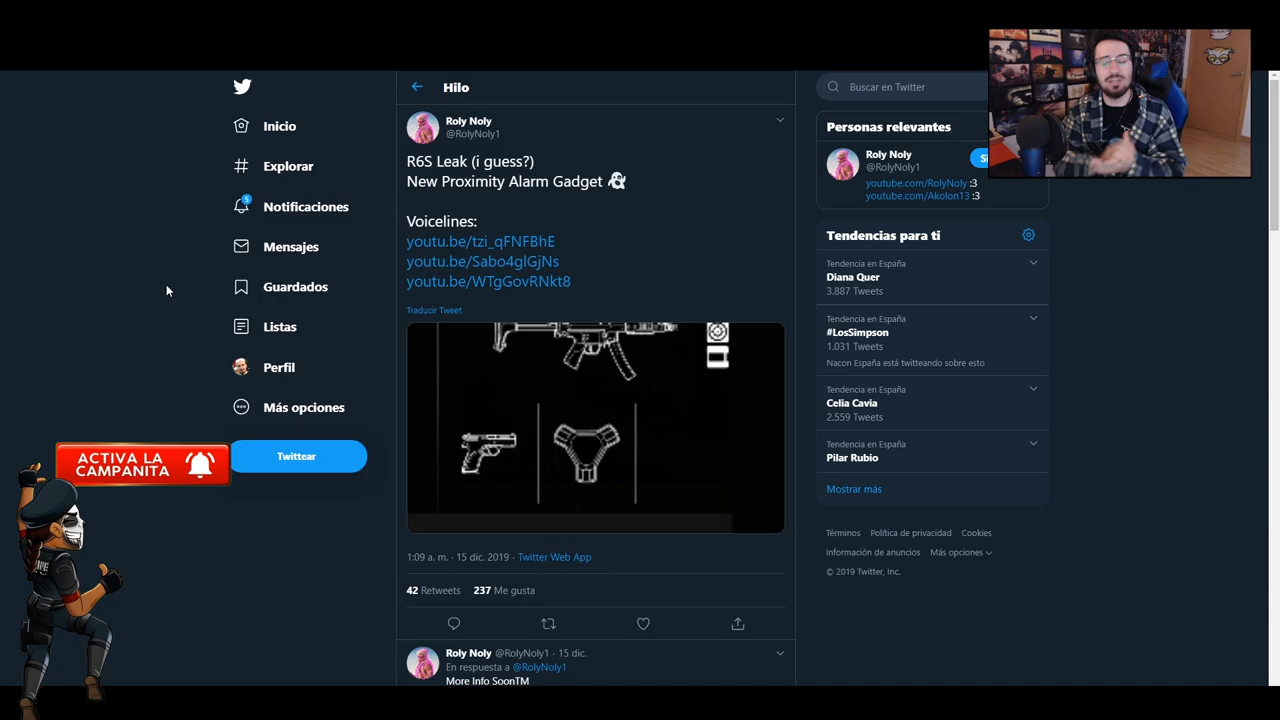 Inicio
Explorar
5
Notificaciones
Mensajes
Guardados
Listas
Perfil
Más opciones
Twittear
ACTIVA LA
CAMPANITA
Hilo
Roly Noly
@RolyNoly1
R6S Leak (i guess?)
New Proximity Alarm Gadget 👻
Voicelines:
youtu.be/tzi_qFNFBhE
youtu.be/Sabo4glGjNs
youtu.be/WTgGovRNkt8
Traducir Tweet
1:09 a. m. · 15 dic. 2019 · Twitter Web App
42 Retweets 237 Me gusta
Roly Noly @RolyNoly1 · 15 dic.
En respuesta a @RolyNoly1
More Info SoonTM
Buscar en Twitter
Personas relevantes
Roly Noly
@RolyNoly1
youtube.com/RolyNoly :3
youtube.com/Akolon13 :3
Tendencias para ti
Tendencia en España
Diana Quer
3.887 Tweets
Tendencia en España
#LosSimpson
1.031 Tweets
Nacon España está twitteando sobre esto
Tendencia en España
Celia Cavia
2.559 Tweets
Tendencia en España
Pilar Rubio
Mostrar más
Términos Política de privacidad Cookies
Información de anuncios Más opciones
© 2019 Twitter, Inc.